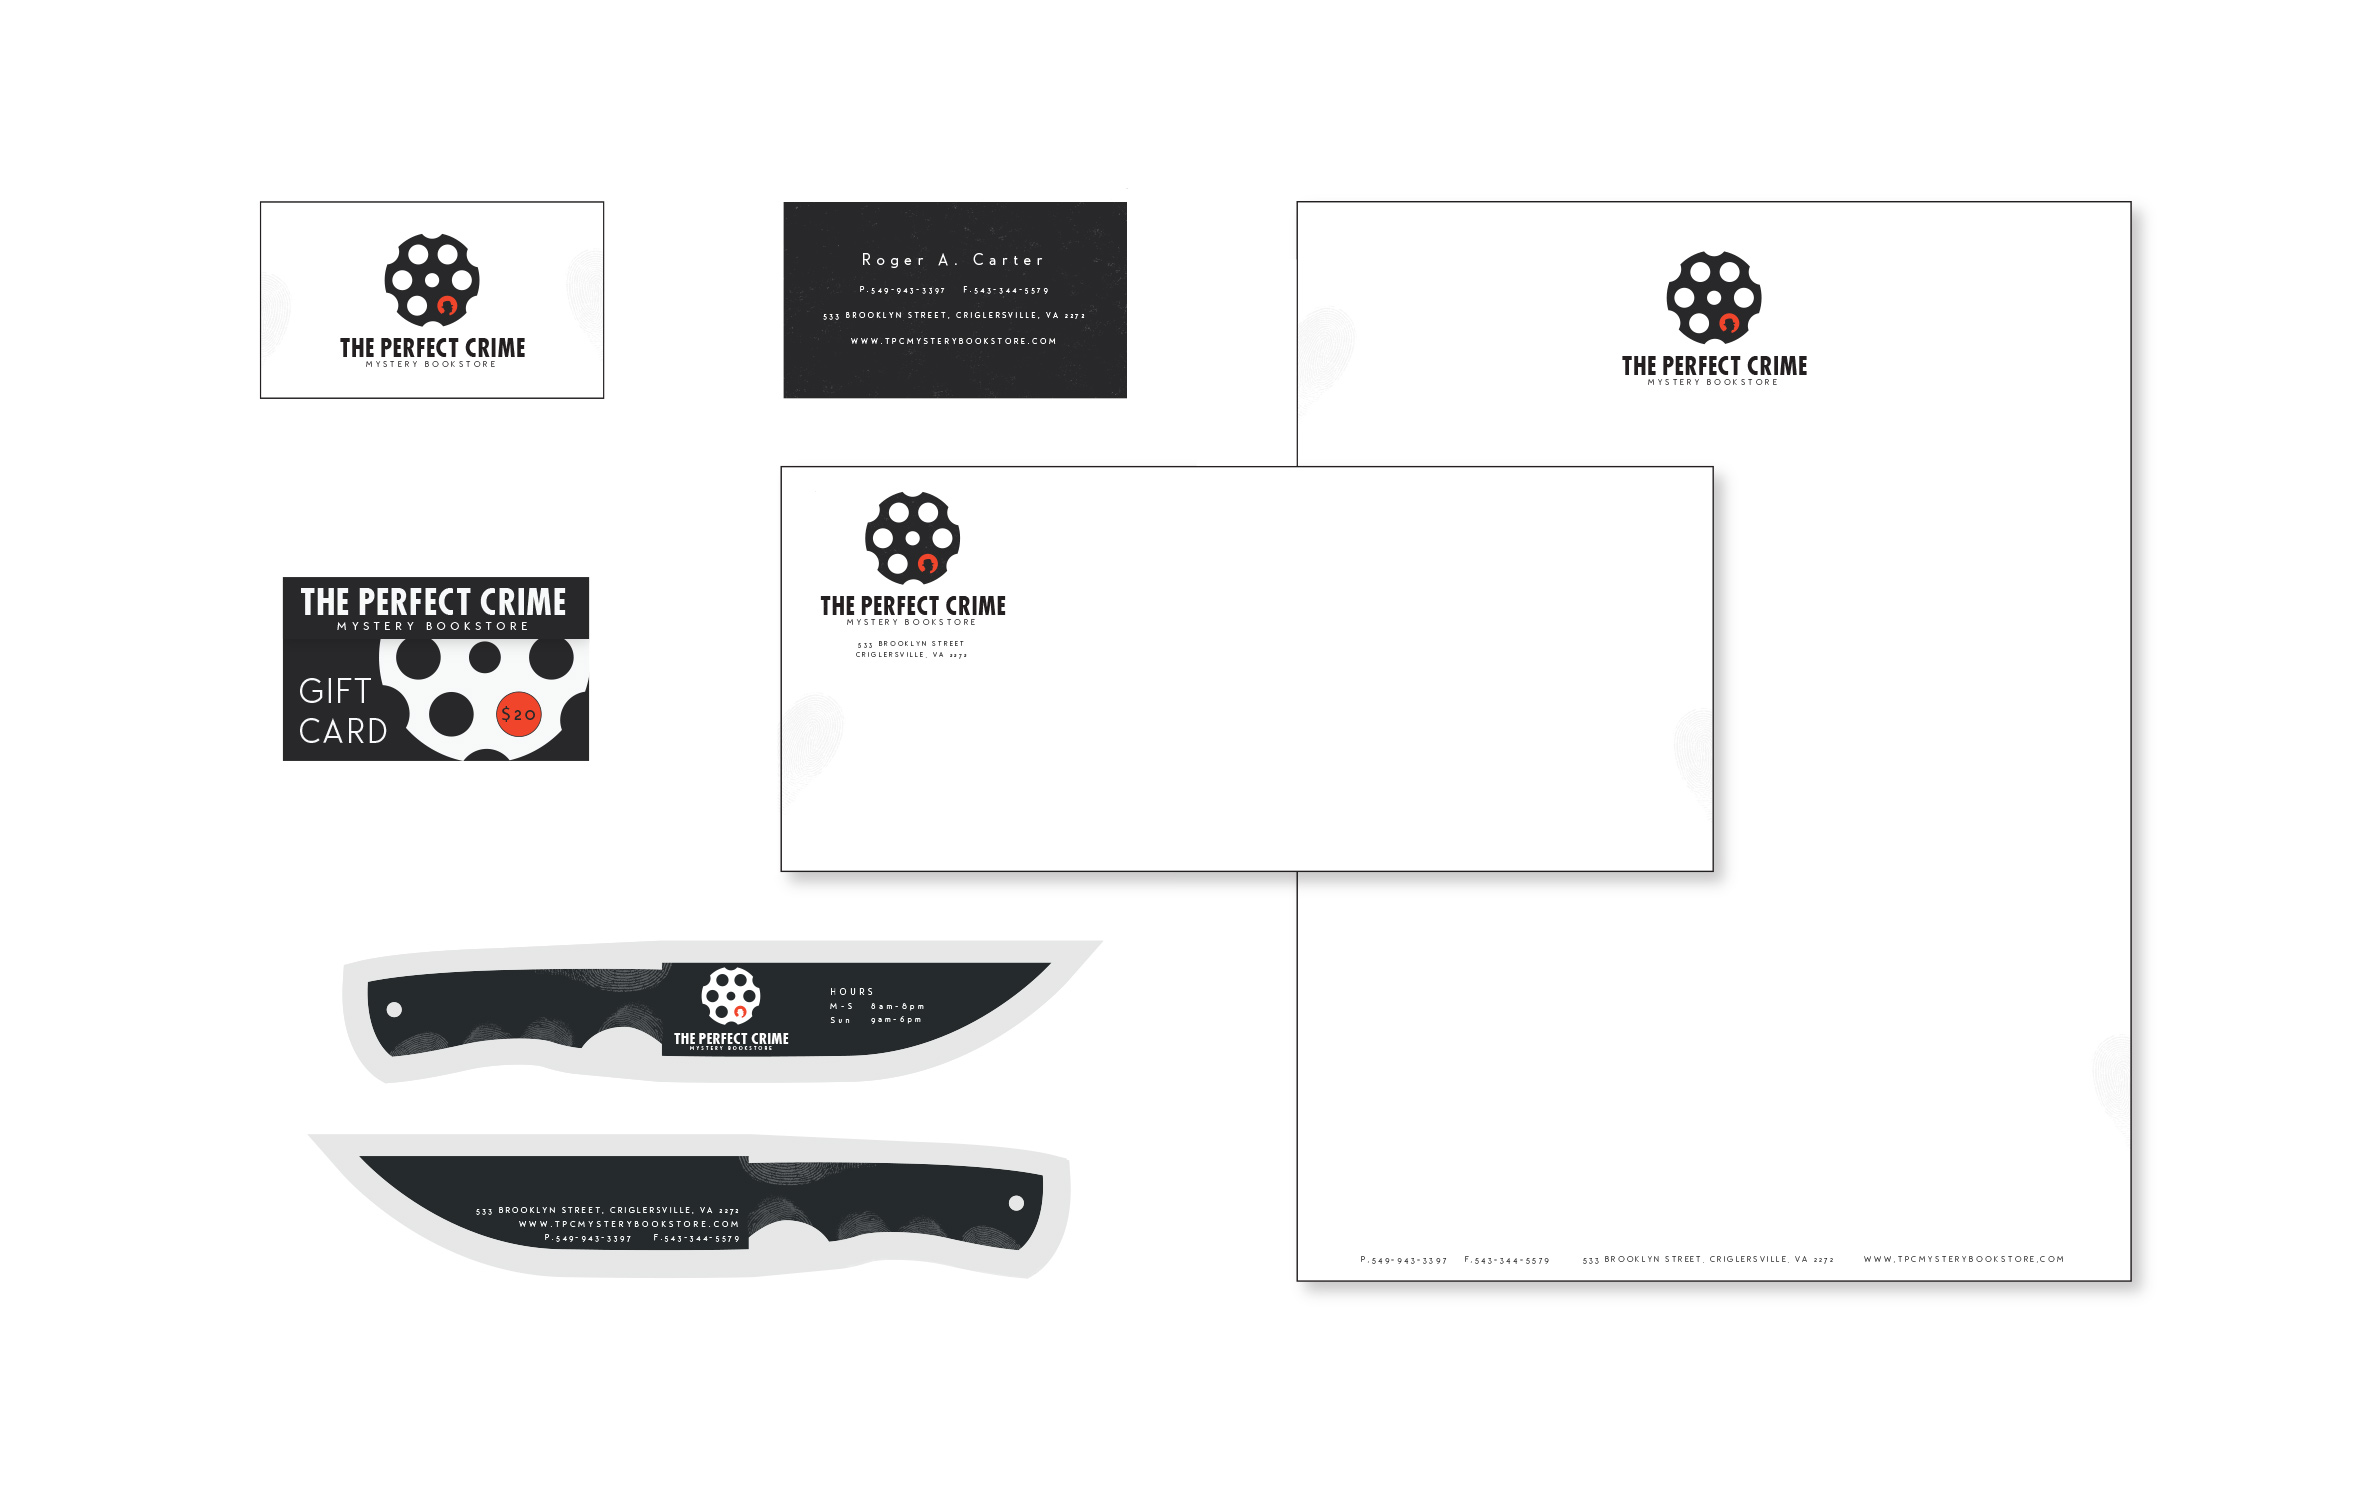 THE PERFECT CRIME
MYSTERY BOOKSTORE
Roger A. Carter
P.549-943-3397 F.543-344-5579
533 BROOKLYN STREET, CRIGLERSVILLE, VA 2272
WWW.TPCMYSTERYBOOKSTORE.COM
THE PERFECT CRIME
MYSTERY BOOKSTORE
THE PERFECT CRIME
MYSTERY BOOKSTORE
533 BROOKLYN STREET
CRIGLERSVILLE, VA 2272
THE PERFECT CRIME
MYSTERY BOOKSTORE
GIFT
CARD
$20
THE PERFECT CRIME
MYSTERY BOOKSTORE
HOURS
M-S 8am-8pm
Sun 9am-6pm
533 BROOKLYN STREET, CRIGLERSVILLE, VA 2272
WWW.TPCMYSTERYBOOKSTORE.COM
P.549-943-3397 F.543-344-5579
P.549-943-3397 F.543-344-5579 533 BROOKLYN STREET, CRIGLERSVILLE, VA 2272 WWW.TPCMYSTERYBOOKSTORE.COM